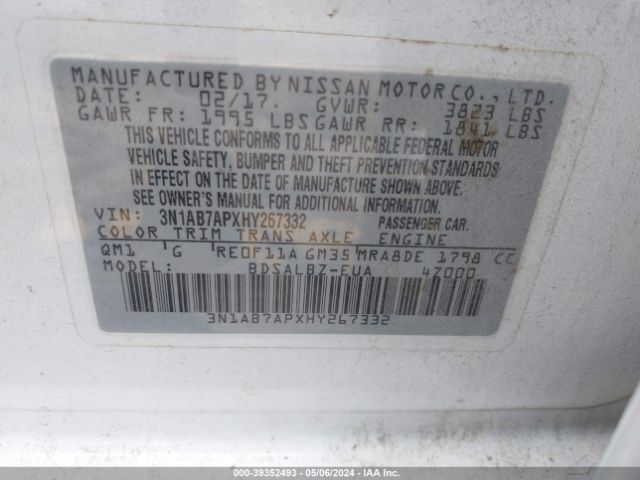 MANUFACTURED BY NISSAN MOTOR CO., LTD.
DATE: 02/17. GVWR: 3823 LBS
GAWR FR: 1995 LBS GAWR RR: 1841 LBS
THIS VEHICLE CONFORMS TO ALL APPLICABLE FEDERAL MOTOR
VEHICLE SAFETY, BUMPER AND THEFT PREVENTION STANDARDS
IN EFFECT ON THE DATE OF MANUFACTURE SHOWN ABOVE.
SEE OWNER'S MANUAL FOR ADDITIONAL INFORMATION.
VIN: 3N1AB7APXHY267332 PASSENGER CAR.
COLOR TRIM TRANS AXLE ENGINE
QM1 G RE0F11A GM35 MRA8DE 1798 CC
MODEL: BDSALBZ-EUA 47000
3N1AB7APXHY267332
000-39352493 - 05/06/2024 - IAA